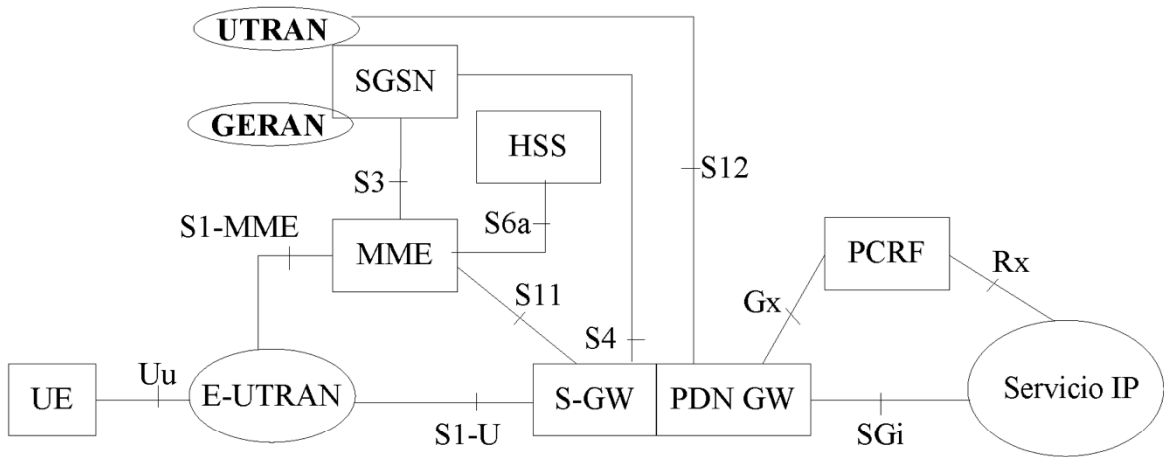 UTRAN
SGSN
GERAN
HSS
S3
S12
S1-MME
S6a
MME
PCRF
Rx
S11
Gx
S4
Uu
UE
E-UTRAN
S-GW
PDN GW
Servicio IP
S1-U
SGi